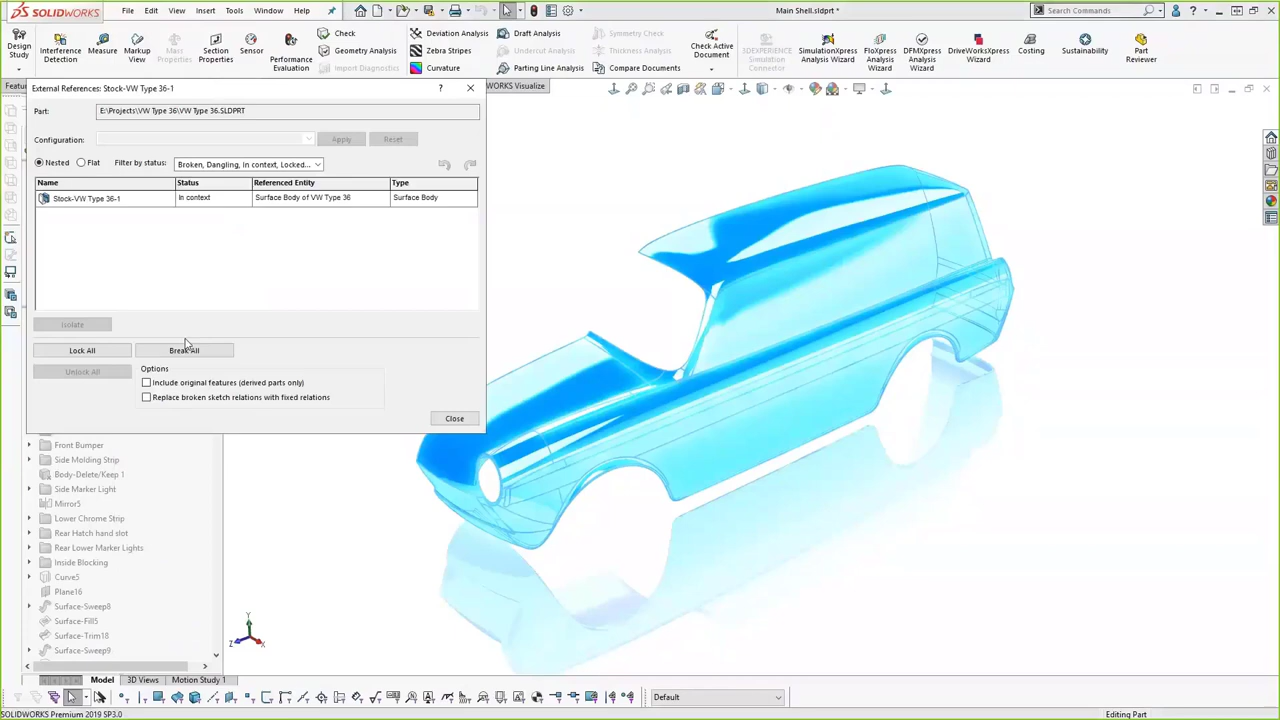 SOLIDWORKS File Edit View Insert Tools Window Main Shell.sldprt * Search Commands
Design Study
Interference Detection
Measure
Markup View
Mass Properties
Section Properties
Sensor
Performance Evaluation
Check
Geometry Analysis
Import Diagnostics
Deviation Analysis
Zebra Stripes
Curvature
Draft Analysis
Undercut Analysis
Parting Line Analysis
Symmetry Check
Thickness Analysis
Compare Documents
Check Active Document
3DEXPERIENCE Simulation Connector
SimulationXpress Analysis Wizard
FloXpress Analysis Wizard
DFMXpress Analysis Wizard
DriveWorksXpress Wizard
Costing
Sustainability
Part Reviewer
Featu
WORKS Visualize
External References: Stock-VW Type 36-1 ?
Part: E:\Projects\VW Type 36\VW Type 36.SLDPRT
Configuration: Apply Reset
Nested Flat Filter by status: Broken, Dangling, In context, Locked...
Name Status Referenced Entity Type
Stock-VW Type 36-1 In context Surface Body of VW Type 36 Surface Body
Isolate
Lock All Break All
Unlock All
Options
Include original features (derived parts only)
Replace broken sketch relations with fixed relations
Close
Front Bumper
Side Molding Strip
Body-Delete/Keep 1
Side Marker Light
Mirror5
Lower Chrome Strip
Rear Hatch hand slot
Rear Lower Marker Lights
Inside Blocking
Curve5
Plane16
Surface-Sweep8
Surface-Fill5
Surface-Trim18
Surface-Sweep9
Y
Z X
Model 3D Views Motion Study 1
Default
SOLIDWORKS Premium 2019 SP3.0 Editing Part